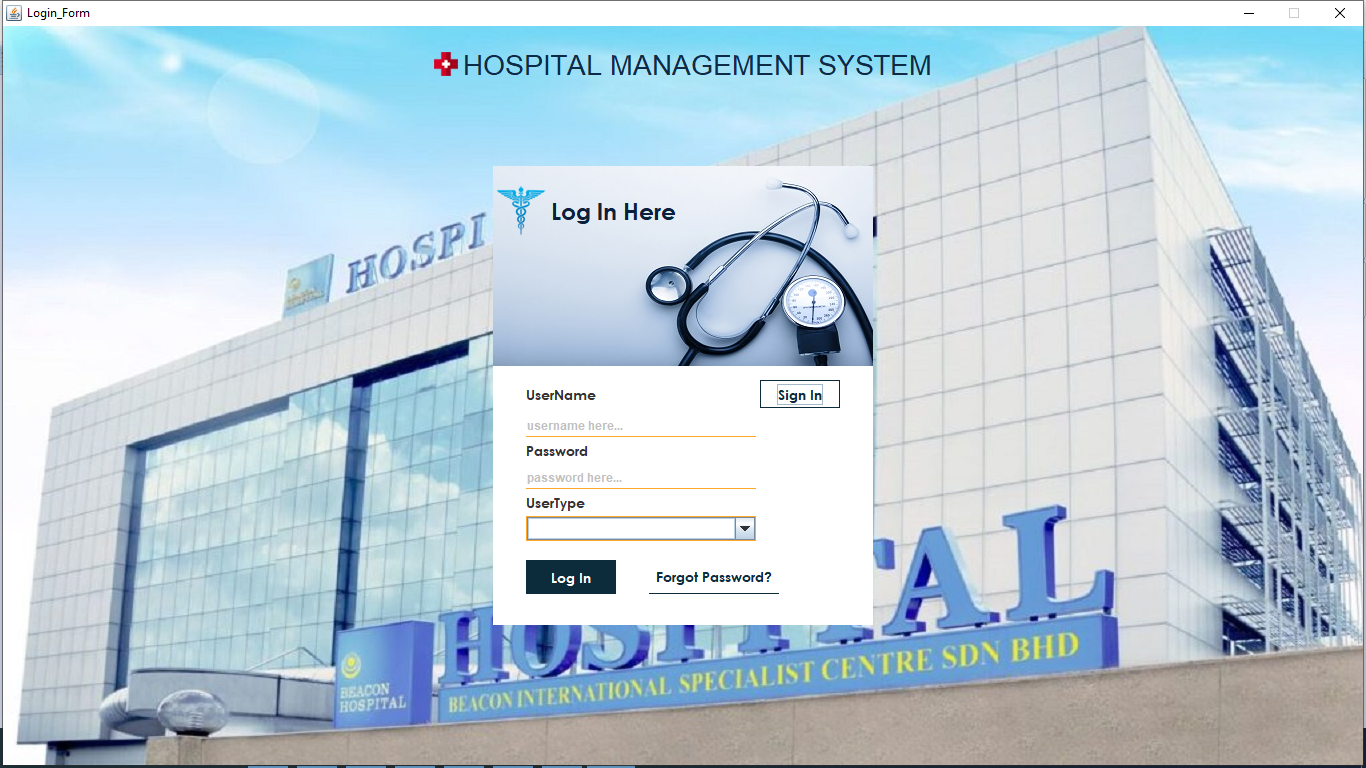 Login_Form
HOSPITAL MANAGEMENT SYSTEM
Log In Here
HOSPI
UserName
Sign In
username here...
Password
password here...
UserType
Log In
Forgot Password?
HOSPITAL
BEACON
HOSPITAL
BEACON INTERNATIONAL SPECIALIST CENTRE SDN BHD